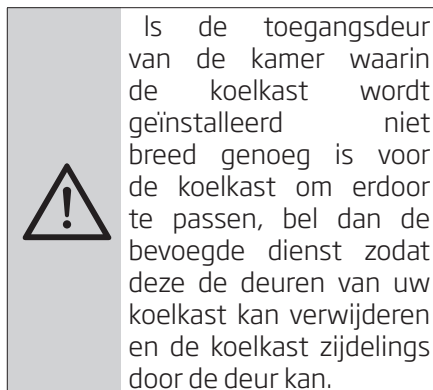 Is de toegangsdeur
van de kamer waarin
de koelkast wordt
geïnstalleerd niet
breed genoeg is voor
de koelkast om erdoor
te passen, bel dan de
bevoegde dienst zodat
deze de deuren van uw
koelkast kan verwijderen
en de koelkast zijdelings
door de deur kan.